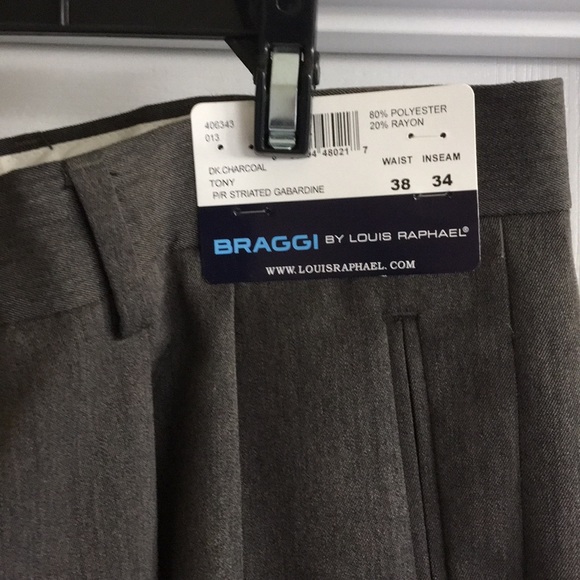 406343
013
80% POLYESTER
20% RAYON
4 48021 7
DK.CHARCOAL
TONY
P/R STRIATED GABARDINE
WAIST INSEAM
38 34
BRAGGI BY LOUIS RAPHAEL®
WWW.LOUISRAPHAEL.COM